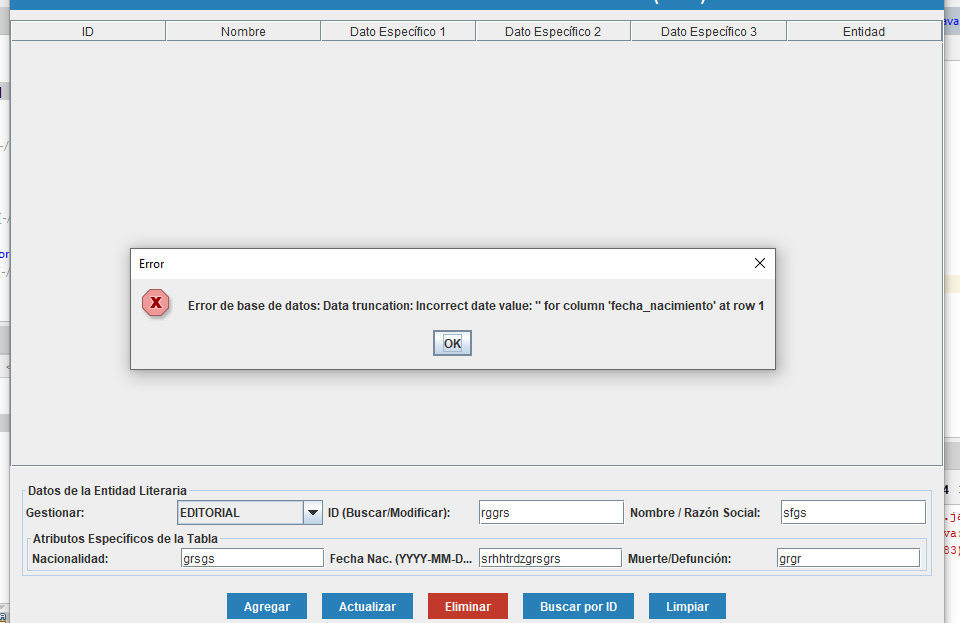 ID Nombre Dato Específico 1 Dato Específico 2 Dato Específico 3 Entidad
Error
Error de base de datos: Data truncation: Incorrect date value: '' for column 'fecha_nacimiento' at row 1
OK
Datos de la Entidad Literaria
Gestionar: EDITORIAL ID (Buscar/Modificar): rggrs Nombre / Razón Social: sfgs
Atributos Específicos de la Tabla
Nacionalidad: grsgs Fecha Nac. (YYYY-MM-D... srhhtrdzgrsgrs Muerte/Defunción: grgr
Agregar Actualizar Eliminar Buscar por ID Limpiar